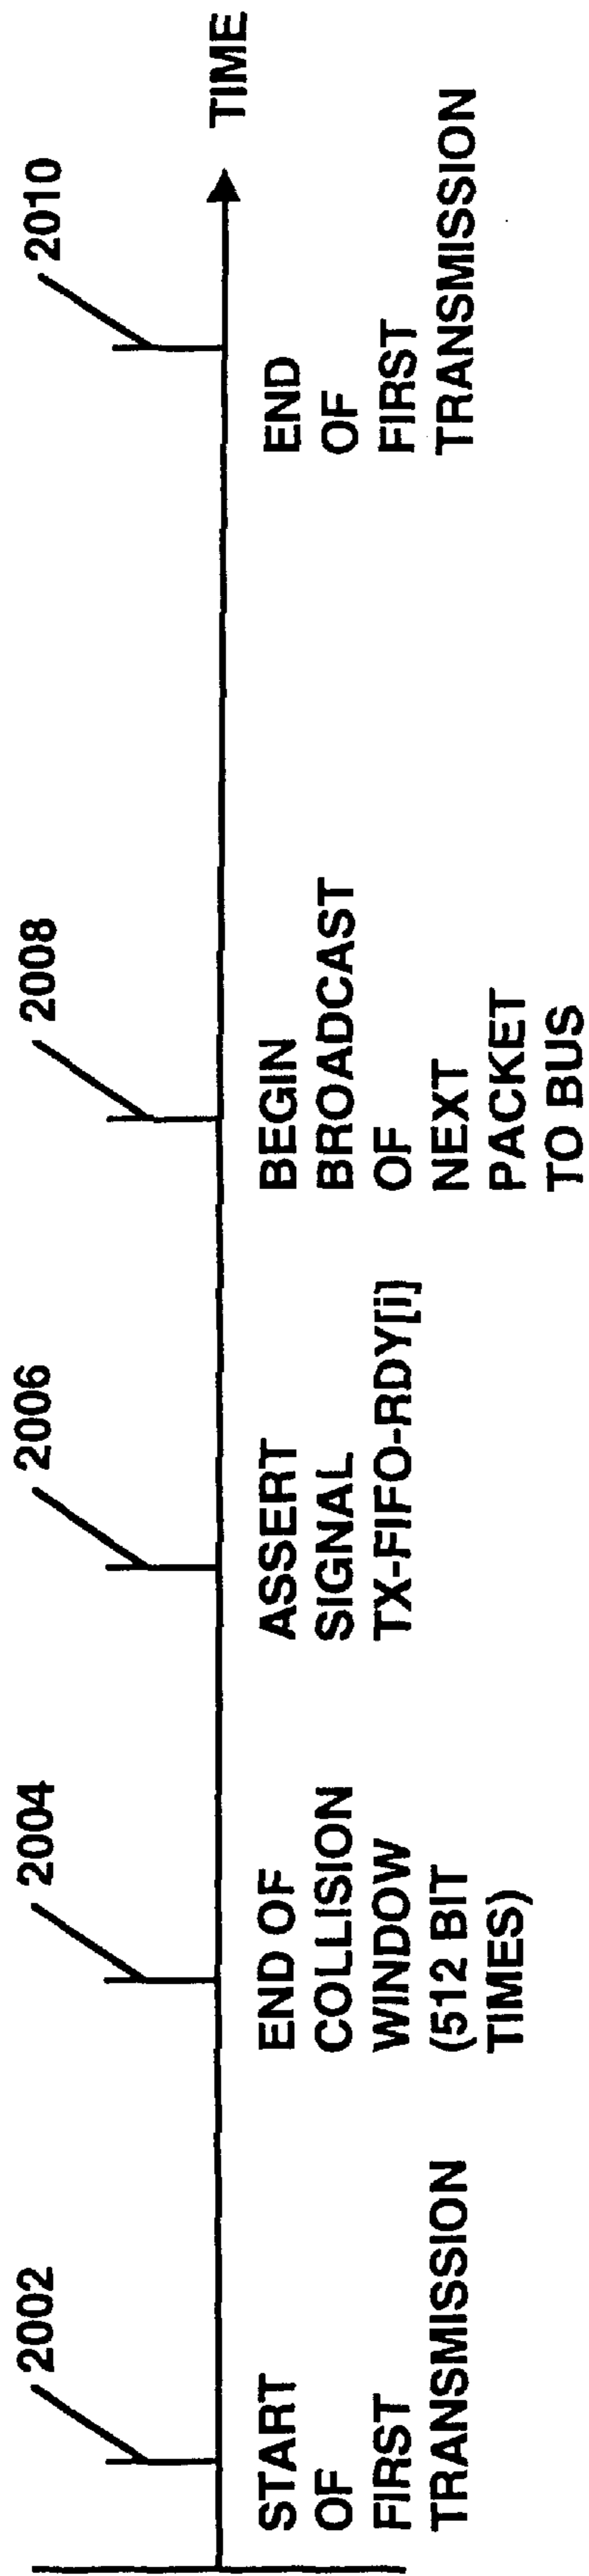 2002
START
OF
FIRST
TRANSMISSION
2004
END OF
COLLISION
WINDOW
(512 BIT
TIMES)
2006
ASSERT
SIGNAL
TX-FIFO-RDY[i]
2008
BEGIN
BROADCAST
OF
NEXT
PACKET
TO BUS
2010
END
OF
FIRST
TRANSMISSION
TIME